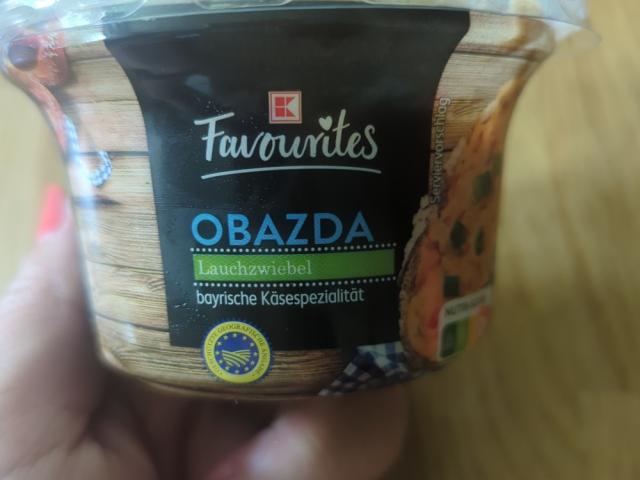 K
Favourites
OBAZDA
Lauchzwiebel
bayrische Käsespezialität
Serviervorschlag